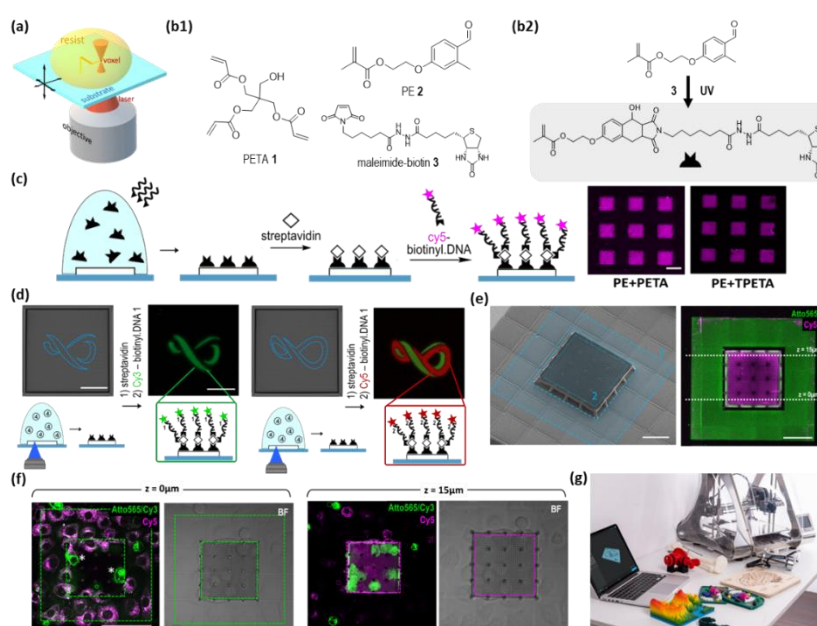 (a)
resist
voxel
substrate
laser
objective
(b1)
O
OH
PETA 1
PE 2
maleimide-biotin 3
(b2)
3 UV
(c)
streptavidin
cy5-
biotinyl.DNA
PE+PETA
PE+TPETA
(d)
1) streptavidin
2) Cy3 – biotinyl.DNA 1
1) streptavidin
2) Cy5 – biotinyl.DNA 1
(e)
2
Atto565
Cy5
z = 15µm
z = 0µm
(f)
z = 0µm
Atto565/Cy3
Cy5
BF
z = 15µm
Atto565/Cy3
Cy5
BF
(g)